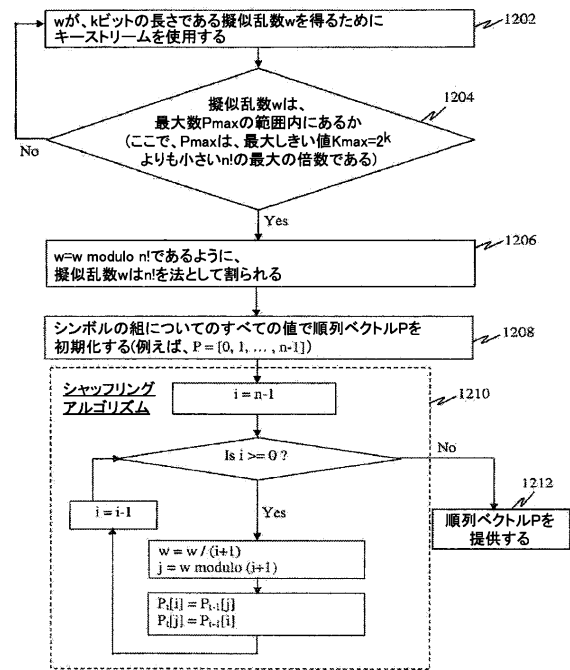 wが、kビットの長さである擬似乱数wを得るために
キーストリームを使用する
1202
擬似乱数wは、
最大数Pmaxの範囲内にあるか
(ここで、Pmaxは、最大しきい値Kmax=2^k
よりも小さいn!の最大の倍数である)
1204
No
Yes
w=w modulo n!であるように、
擬似乱数wはn!を法として割られる
1206
シンボルの組についてのすべての値で順列ベクトルPを
初期化する(例えば、P = [0, 1, … , n-1])
1208
シャッフリング
アルゴリズム
i = n-1
1210
Is i >= 0 ?
No
i = i-1
Yes
1212
順列ベクトルPを
提供する
w = w / (i+1)
j = w modulo (i+1)
P_i[i] = P_{i-1}[j]
P_i[j] = P_{i-1}[i]